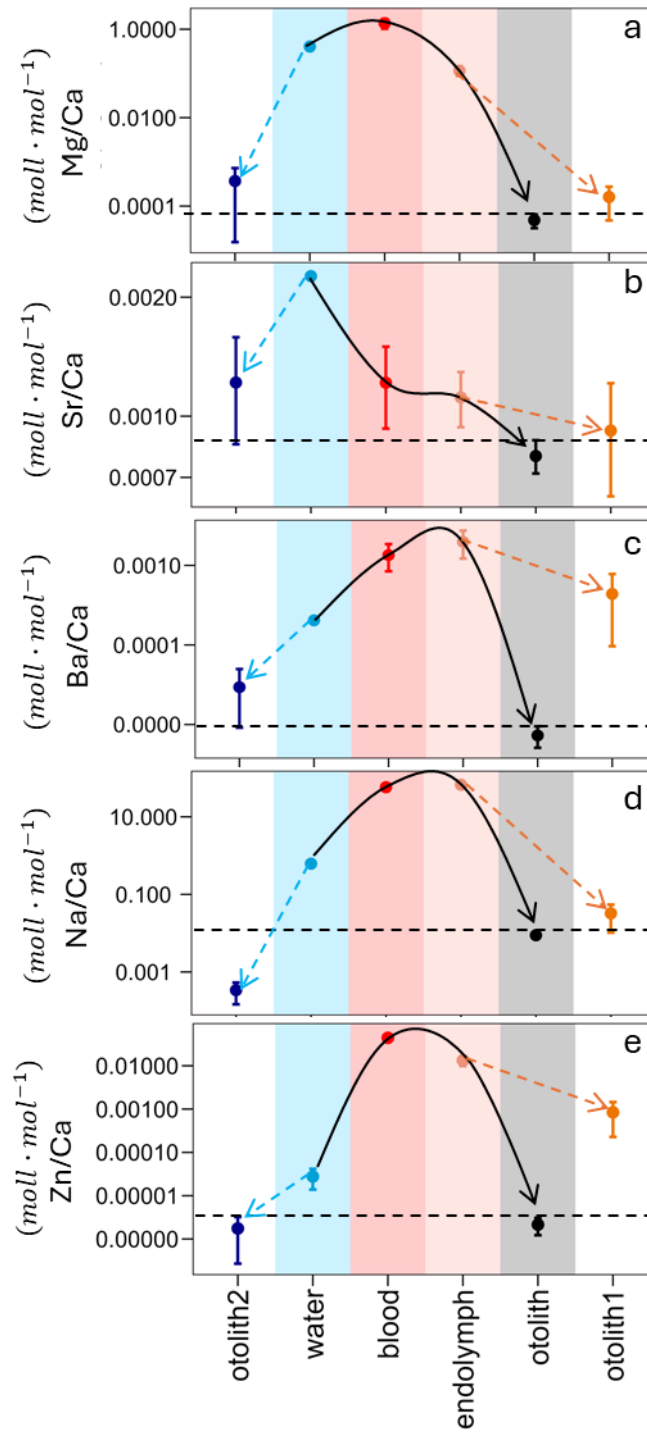 a
1.0000
0.0100
0.0001
(moll · mol⁻¹)
Mg/Ca
b
0.0020
0.0010
0.0007
(moll · mol⁻¹)
Sr/Ca
c
0.0010
0.0001
0.0000
(moll · mol⁻¹)
Ba/Ca
d
10.000
0.100
0.001
(moll · mol⁻¹)
Na/Ca
e
0.01000
0.00100
0.00010
0.00001
0.00000
(moll · mol⁻¹)
Zn/Ca
otolith2
water
blood
endolymph
otolith
otolith1